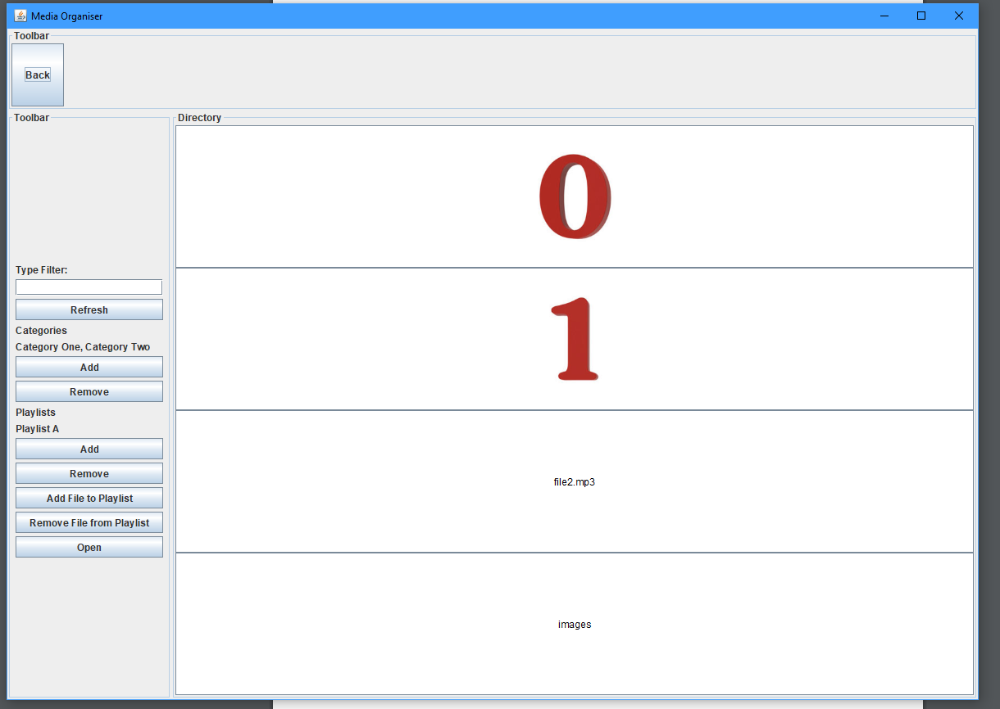 Media Organiser
Toolbar
Back
Toolbar
Type Filter:
Refresh
Categories
Category One, Category Two
Add
Remove
Playlists
Playlist A
Add
Remove
Add File to Playlist
Remove File from Playlist
Open
Directory
0
1
file2.mp3
images